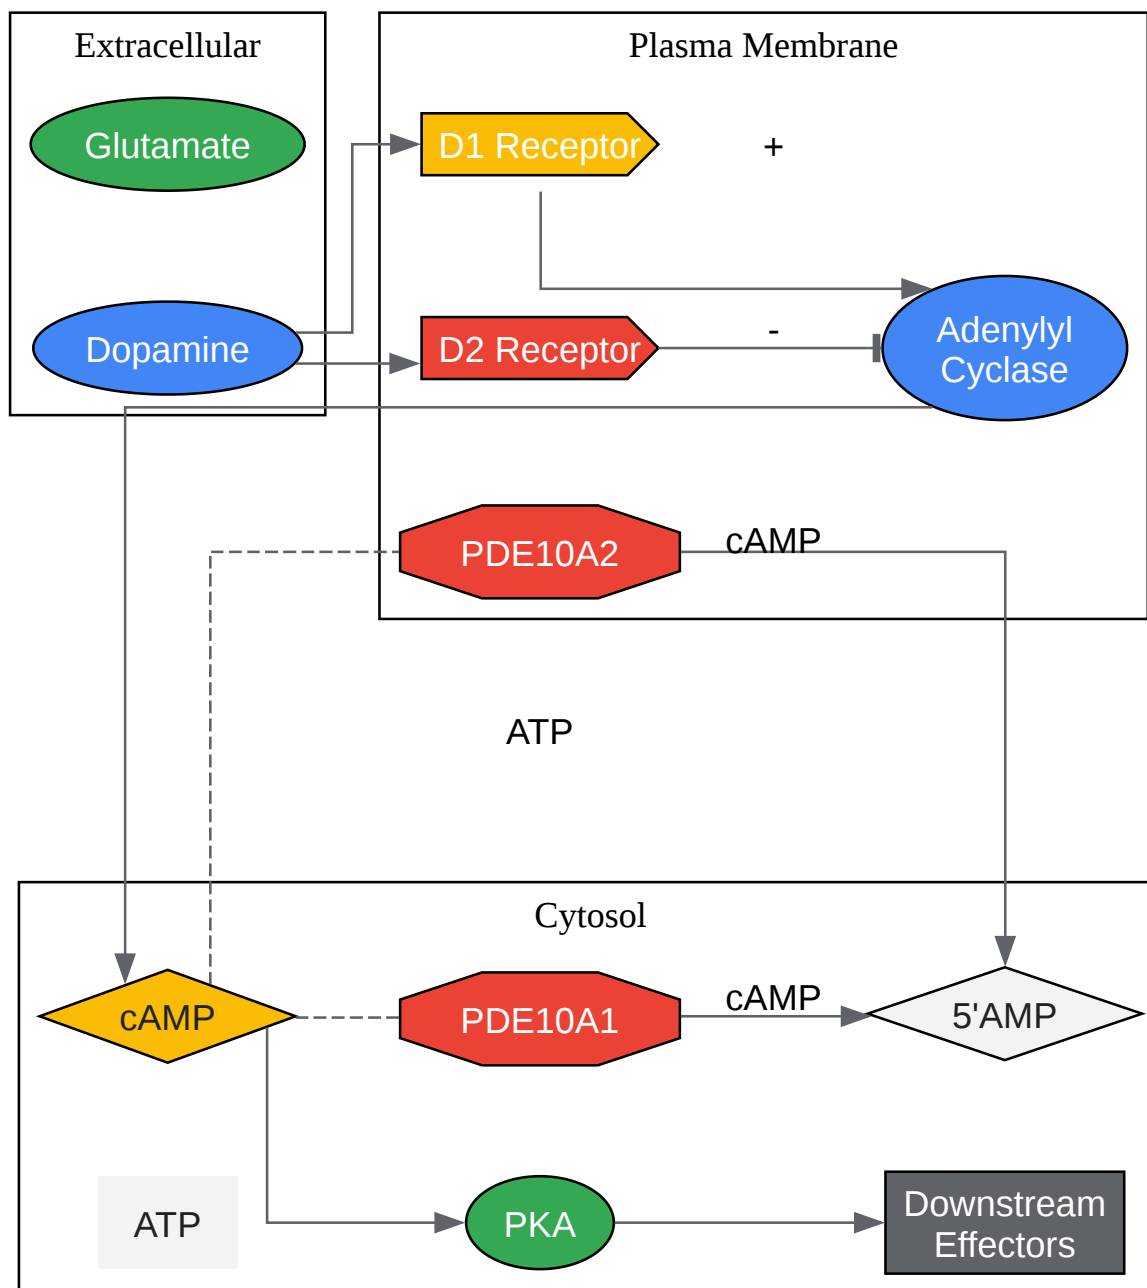 Extracellular
Plasma Membrane
Glutamate
D1 Receptor
+
Dopamine
D2 Receptor
-
Adenylyl
Cyclase
PDE10A2
cAMP
ATP
Cytosol
cAMP
PDE10A1
cAMP
5'AMP
ATP
PKA
Downstream
Effectors